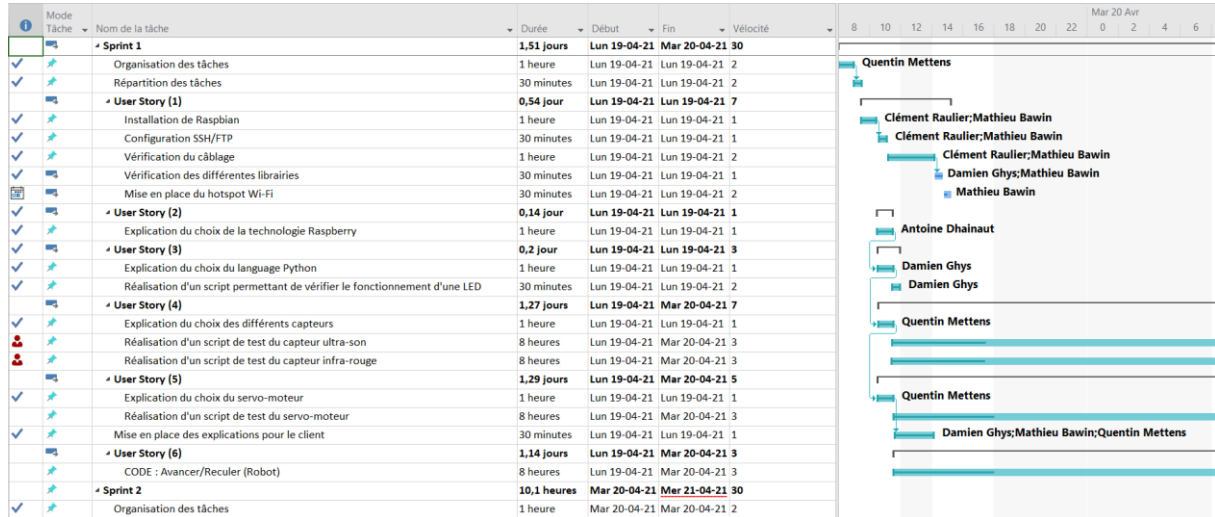 Mar 20 Avr
Mode Tâche Nom de la tâche Durée Début Fin Vélocité 8 10 12 14 16 18 20 22 0 2 4 6
Sprint 1 1,51 jours Lun 19-04-21 Mar 20-04-21 30
Organisation des tâches 1 heure Lun 19-04-21 Lun 19-04-21 2 Quentin Mettens
Répartition des tâches 30 minutes Lun 19-04-21 Lun 19-04-21 2
User Story (1) 0,54 jour Lun 19-04-21 Lun 19-04-21 7
Installation de Raspbian 1 heure Lun 19-04-21 Lun 19-04-21 1 Clément Raulier;Mathieu Bawin
Configuration SSH/FTP 30 minutes Lun 19-04-21 Lun 19-04-21 1 Clément Raulier;Mathieu Bawin
Vérification du câblage 1 heure Lun 19-04-21 Lun 19-04-21 2 Clément Raulier;Mathieu Bawin
Vérification des différentes librairies 30 minutes Lun 19-04-21 Lun 19-04-21 1 Damien Ghys;Mathieu Bawin
Mise en place du hotspot Wi-Fi 30 minutes Lun 19-04-21 Lun 19-04-21 2 Mathieu Bawin
User Story (2) 0,14 jour Lun 19-04-21 Lun 19-04-21 1
Explication du choix de la technologie Raspberry 1 heure Lun 19-04-21 Lun 19-04-21 1 Antoine Dhainaut
User Story (3) 0,2 jour Lun 19-04-21 Lun 19-04-21 3
Explication du choix du language Python 1 heure Lun 19-04-21 Lun 19-04-21 1 Damien Ghys
Réalisation d'un script permettant de vérifier le fonctionnement d'une LED 30 minutes Lun 19-04-21 Lun 19-04-21 2 Damien Ghys
User Story (4) 1,27 jours Lun 19-04-21 Mar 20-04-21 7
Explication du choix des différents capteurs 1 heure Lun 19-04-21 Lun 19-04-21 1 Quentin Mettens
Réalisation d'un script de test du capteur ultra-son 8 heures Lun 19-04-21 Mar 20-04-21 3
Réalisation d'un script de test du capteur infra-rouge 8 heures Lun 19-04-21 Mar 20-04-21 3
User Story (5) 1,29 jours Lun 19-04-21 Mar 20-04-21 5
Explication du choix du servo-moteur 1 heure Lun 19-04-21 Lun 19-04-21 1 Quentin Mettens
Réalisation d'un script de test du servo-moteur 8 heures Lun 19-04-21 Mar 20-04-21 3
Mise en place des explications pour le client 30 minutes Lun 19-04-21 Lun 19-04-21 1 Damien Ghys;Mathieu Bawin;Quentin Mettens
User Story (6) 1,14 jours Lun 19-04-21 Mar 20-04-21 3
CODE : Avancer/Reculer (Robot) 8 heures Lun 19-04-21 Mar 20-04-21 3
Sprint 2 10,1 heures Mar 20-04-21 Mer 21-04-21 30
Organisation des tâches 1 heure Mar 20-04-21 Mar 20-04-21 2